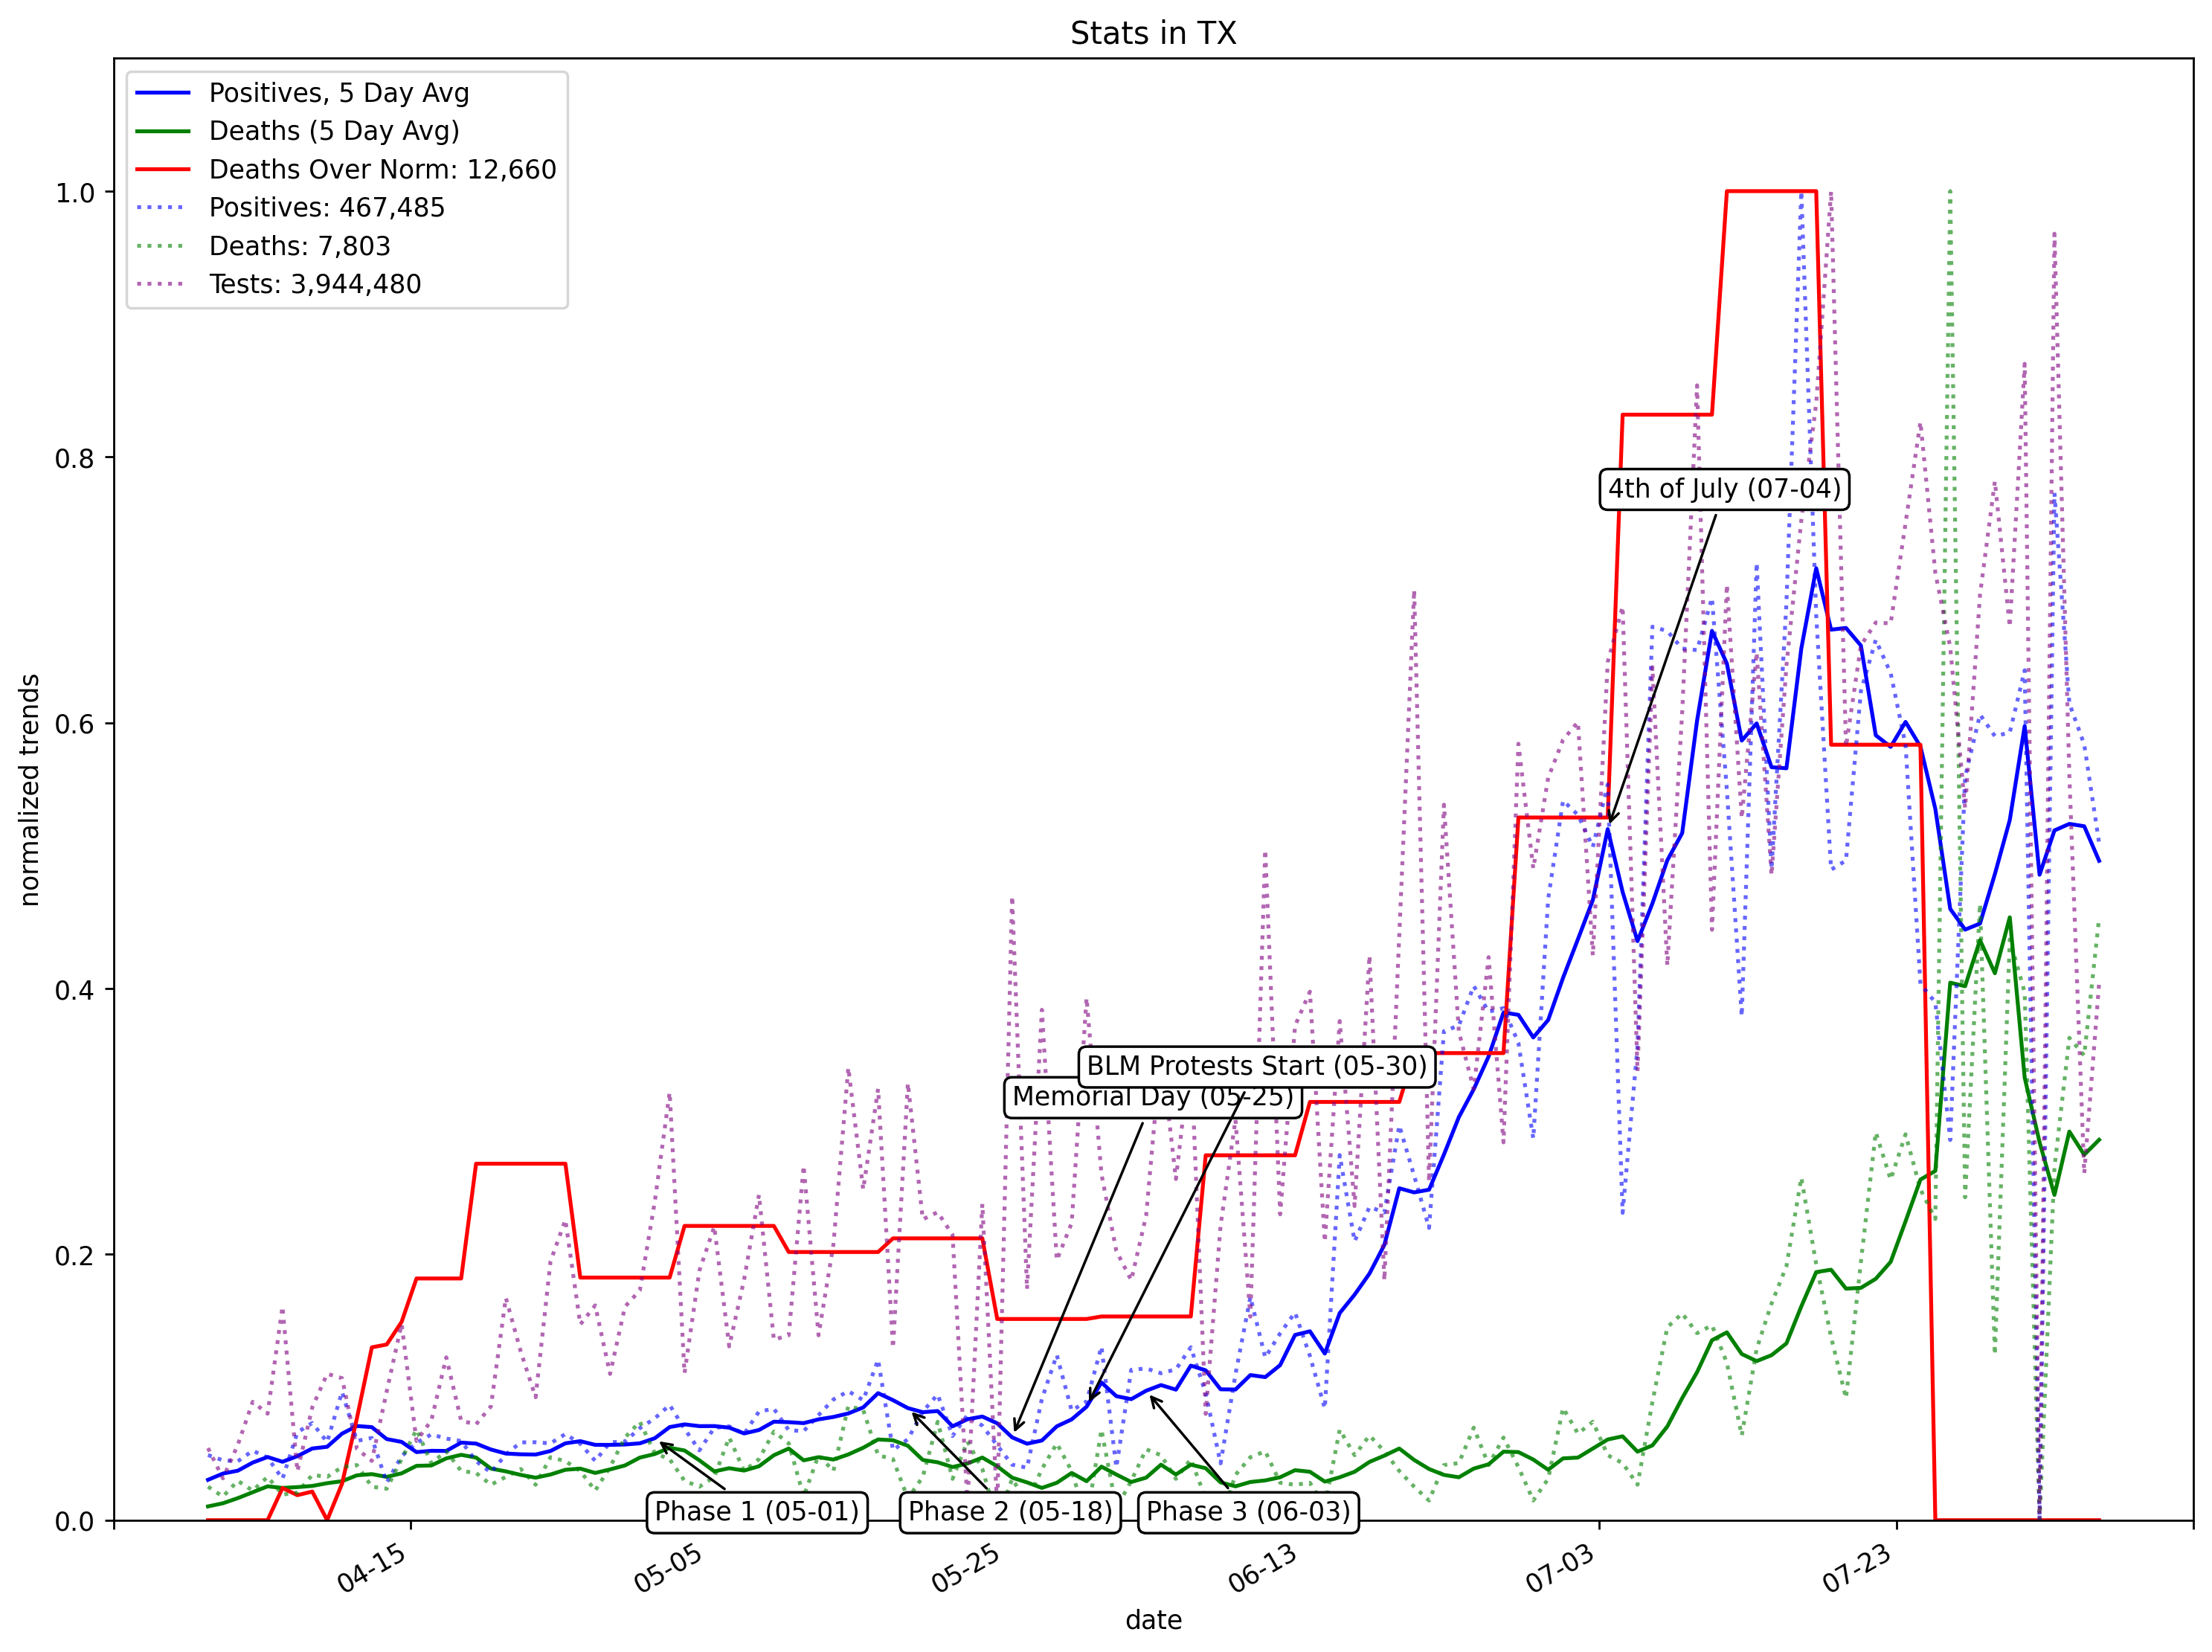 Stats in TX
Positives, 5 Day Avg
Deaths (5 Day Avg)
Deaths Over Norm: 12,660
Positives: 467,485
Deaths: 7,803
Tests: 3,944,480
1.0
0.8
0.6
0.4
0.2
0.0
normalized trends
4th of July (07-04)
BLM Protests Start (05-30)
Memorial Day (05-25)
Phase 1 (05-01)
Phase 2 (05-18)
Phase 3 (06-03)
04-15
05-05
05-25
06-13
07-03
07-23
date